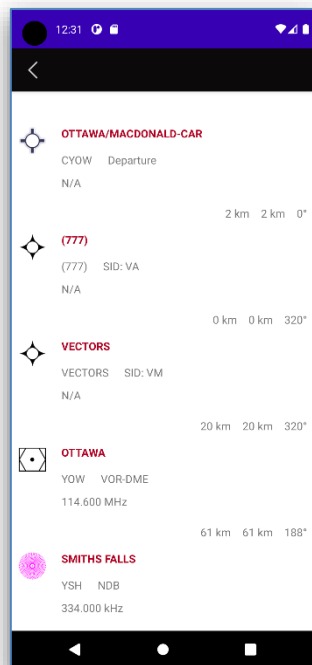 12:31
OTTAWA/MACDONALD-CAR
CYOW Departure
N/A
2 km 2 km 0°
(777)
(777) SID: VA
N/A
0 km 0 km 320°
VECTORS
VECTORS SID: VM
N/A
20 km 20 km 320°
OTTAWA
YOW VOR-DME
114.600 MHz
61 km 61 km 188°
SMITHS FALLS
YSH NDB
334.000 kHz